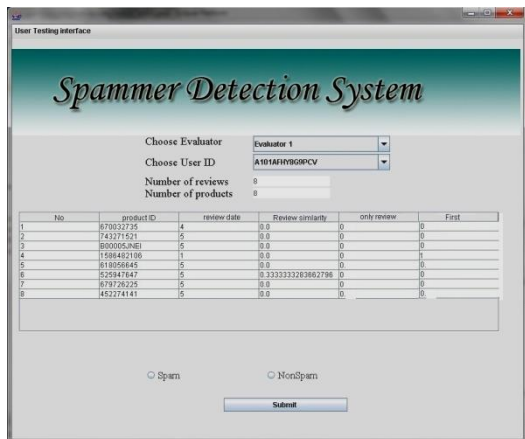 User Testing interface
Spammer Detection System
Choose Evaluator Evaluator 1
Choose User ID A101AFHY8G9PCV
Number of reviews 8
Number of products 8
No product ID review date Review simlarity only review First
1 670032735 4 0.0 0 0
2 743271521 5 0.0 0 0
3 B00005JNEI 5 0.0 0 0
4 1586482106 1 0.0 0 1
5 618056645 5 0.0 0. 0.
6 525947647 5 0.3333333283662796 0 0
7 679726225 5 0.0 0 0
8 452274141 5 0.0 0. 0.
Spam NonSpam
Submit